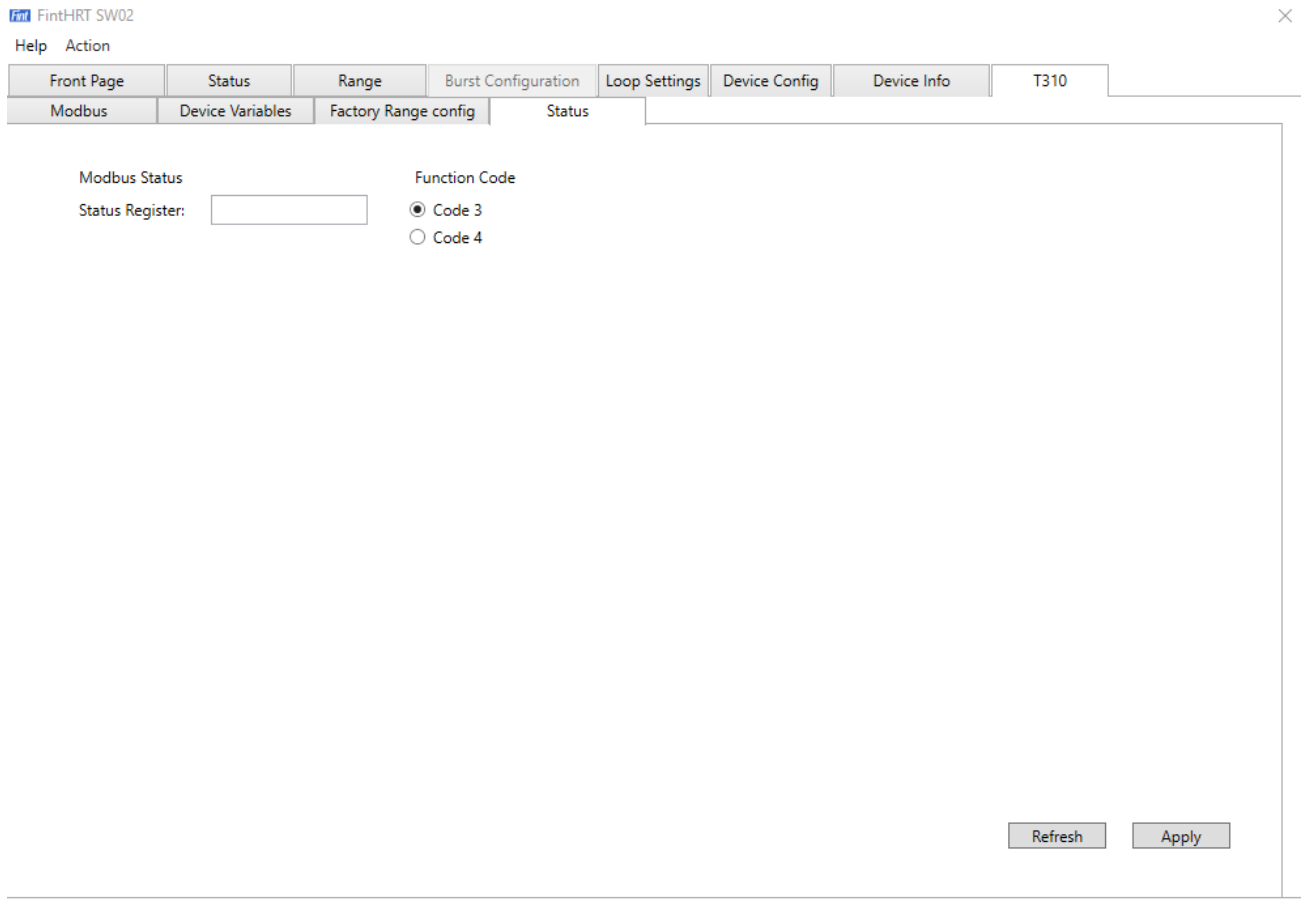 Fint FintHRT SW02
Help Action
Front Page Status Range Burst Configuration Loop Settings Device Config Device Info T310
Modbus Device Variables Factory Range config Status
Modbus Status Function Code
Status Register: Code 3
Code 4
Refresh Apply